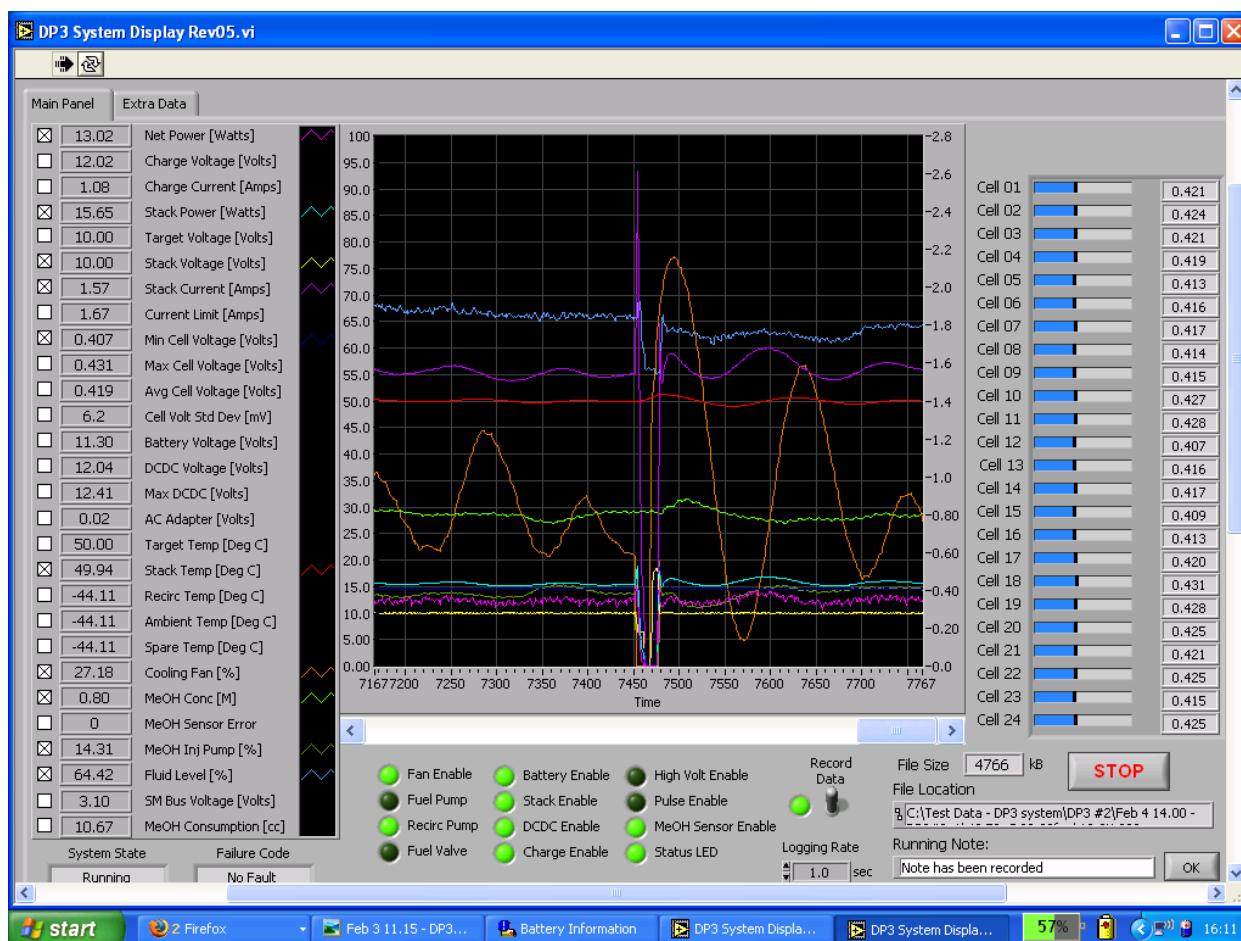 DP3 System Display Rev05.vi
Main Panel Extra Data
13.02 Net Power [Watts]
12.02 Charge Voltage [Volts]
1.08 Charge Current [Amps]
15.65 Stack Power [Watts]
10.00 Target Voltage [Volts]
10.00 Stack Voltage [Volts]
1.57 Stack Current [Amps]
1.67 Current Limit [Amps]
0.407 Min Cell Voltage [Volts]
0.431 Max Cell Voltage [Volts]
0.419 Avg Cell Voltage [Volts]
6.2 Cell Volt Std Dev [mV]
11.30 Battery Voltage [Volts]
12.04 DCDC Voltage [Volts]
12.41 Max DCDC [Volts]
0.02 AC Adapter [Volts]
50.00 Target Temp [Deg C]
49.94 Stack Temp [Deg C]
-44.11 Recirc Temp [Deg C]
-44.11 Ambient Temp [Deg C]
-44.11 Spare Temp [Deg C]
27.18 Cooling Fan [%]
0.80 MeOH Conc [M]
0 MeOH Sensor Error
14.31 MeOH Inj Pump [%]
64.42 Fluid Level [%]
3.10 SM Bus Voltage [Volts]
10.67 MeOH Consumption [cc]
System State Failure Code
Running No Fault
100
95.0
90.0
85.0
80.0
75.0
70.0
65.0
60.0
55.0
50.0
45.0
40.0
35.0
30.0
25.0
20.0
15.0
10.0
5.00
0.00
-2.8
-2.6
-2.4
-2.2
-2.0
-1.8
-1.6
-1.4
-1.2
-1.0
-0.80
-0.60
-0.40
-0.20
-0.0
7167 7200 7250 7300 7350 7400 7450 7500 7550 7600 7650 7700 7767
Time
Cell 01 0.421
Cell 02 0.424
Cell 03 0.421
Cell 04 0.419
Cell 05 0.413
Cell 06 0.416
Cell 07 0.417
Cell 08 0.414
Cell 09 0.415
Cell 10 0.427
Cell 11 0.428
Cell 12 0.407
Cell 13 0.416
Cell 14 0.417
Cell 15 0.409
Cell 16 0.413
Cell 17 0.420
Cell 18 0.431
Cell 19 0.428
Cell 20 0.425
Cell 21 0.421
Cell 22 0.425
Cell 23 0.415
Cell 24 0.425
Fan Enable Battery Enable High Volt Enable
Fuel Pump Stack Enable Pulse Enable
Recirc Pump DCDC Enable MeOH Sensor Enable
Fuel Valve Charge Enable Status LED
Record
Data
Logging Rate
1.0 sec
File Size 4766 kB
STOP
File Location
C:\Test Data - DP3 system\DP3 #2\Feb 4 14.00 -
Running Note:
Note has been recorded OK
start 2 Firefox Feb 3 11.15 - DP3... Battery Information DP3 System Displa... DP3 System Displa... 57% 16:11